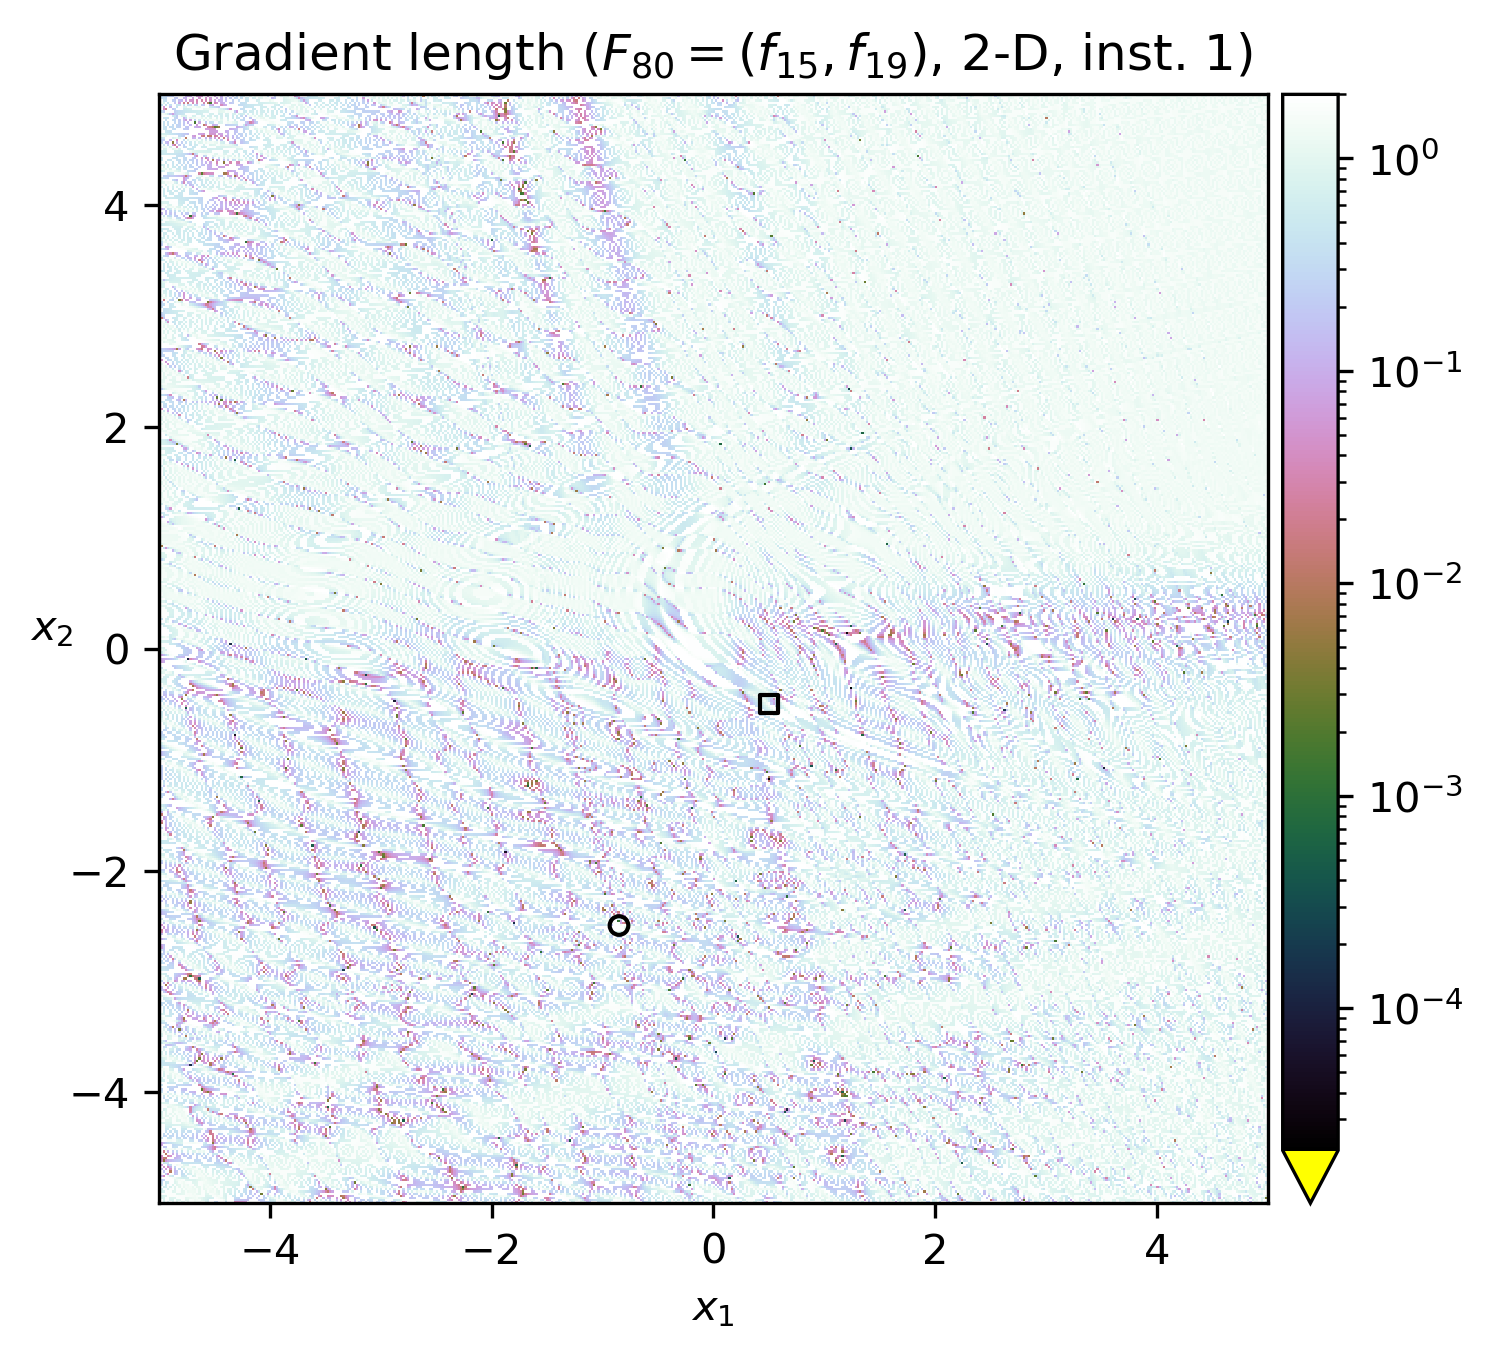 Gradient length (F₈₀ = (f₁₅, f₁₉), 2-D, inst. 1)
x₂
4
2
0
−2
−4
−4 −2 0 2 4
x₁
10⁰
10⁻¹
10⁻²
10⁻³
10⁻⁴